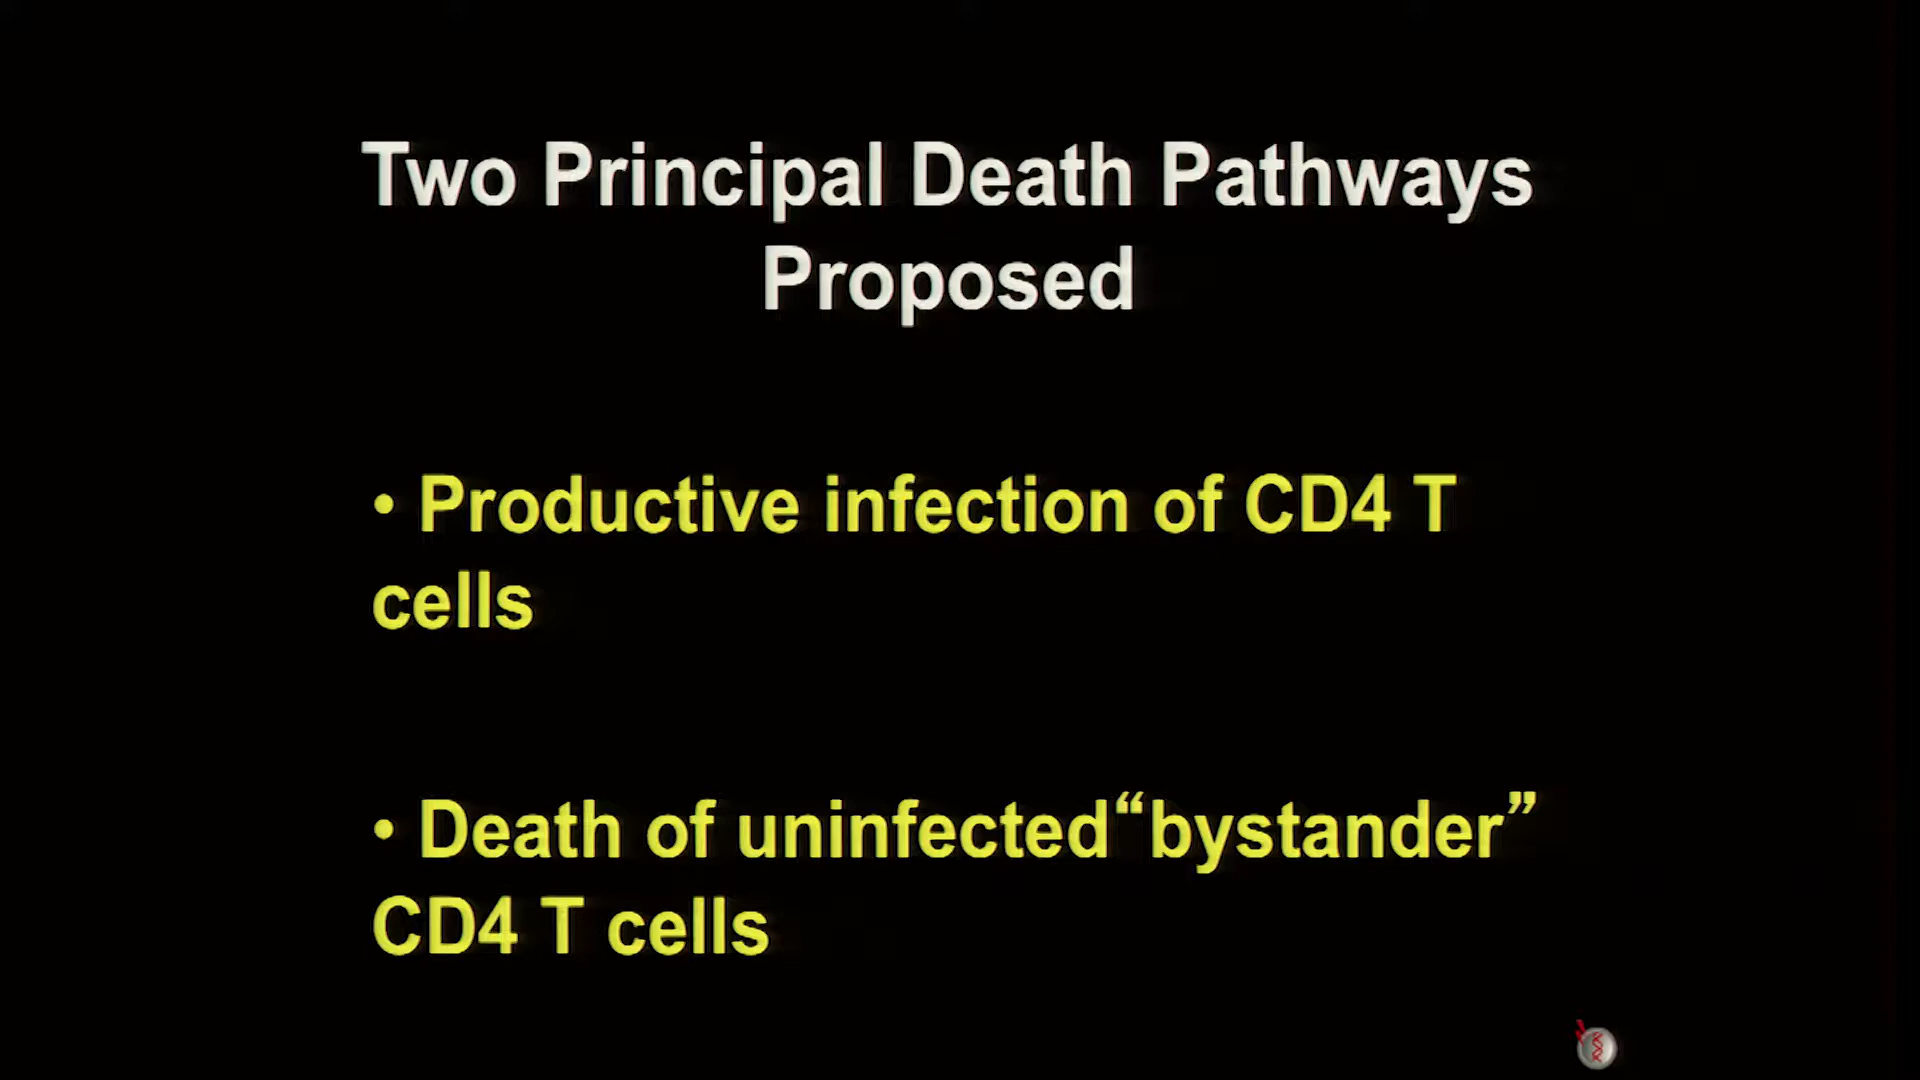 Two Principal Death Pathways
Proposed
• Productive infection of CD4 T
cells
• Death of uninfected“bystander”
CD4 T cells